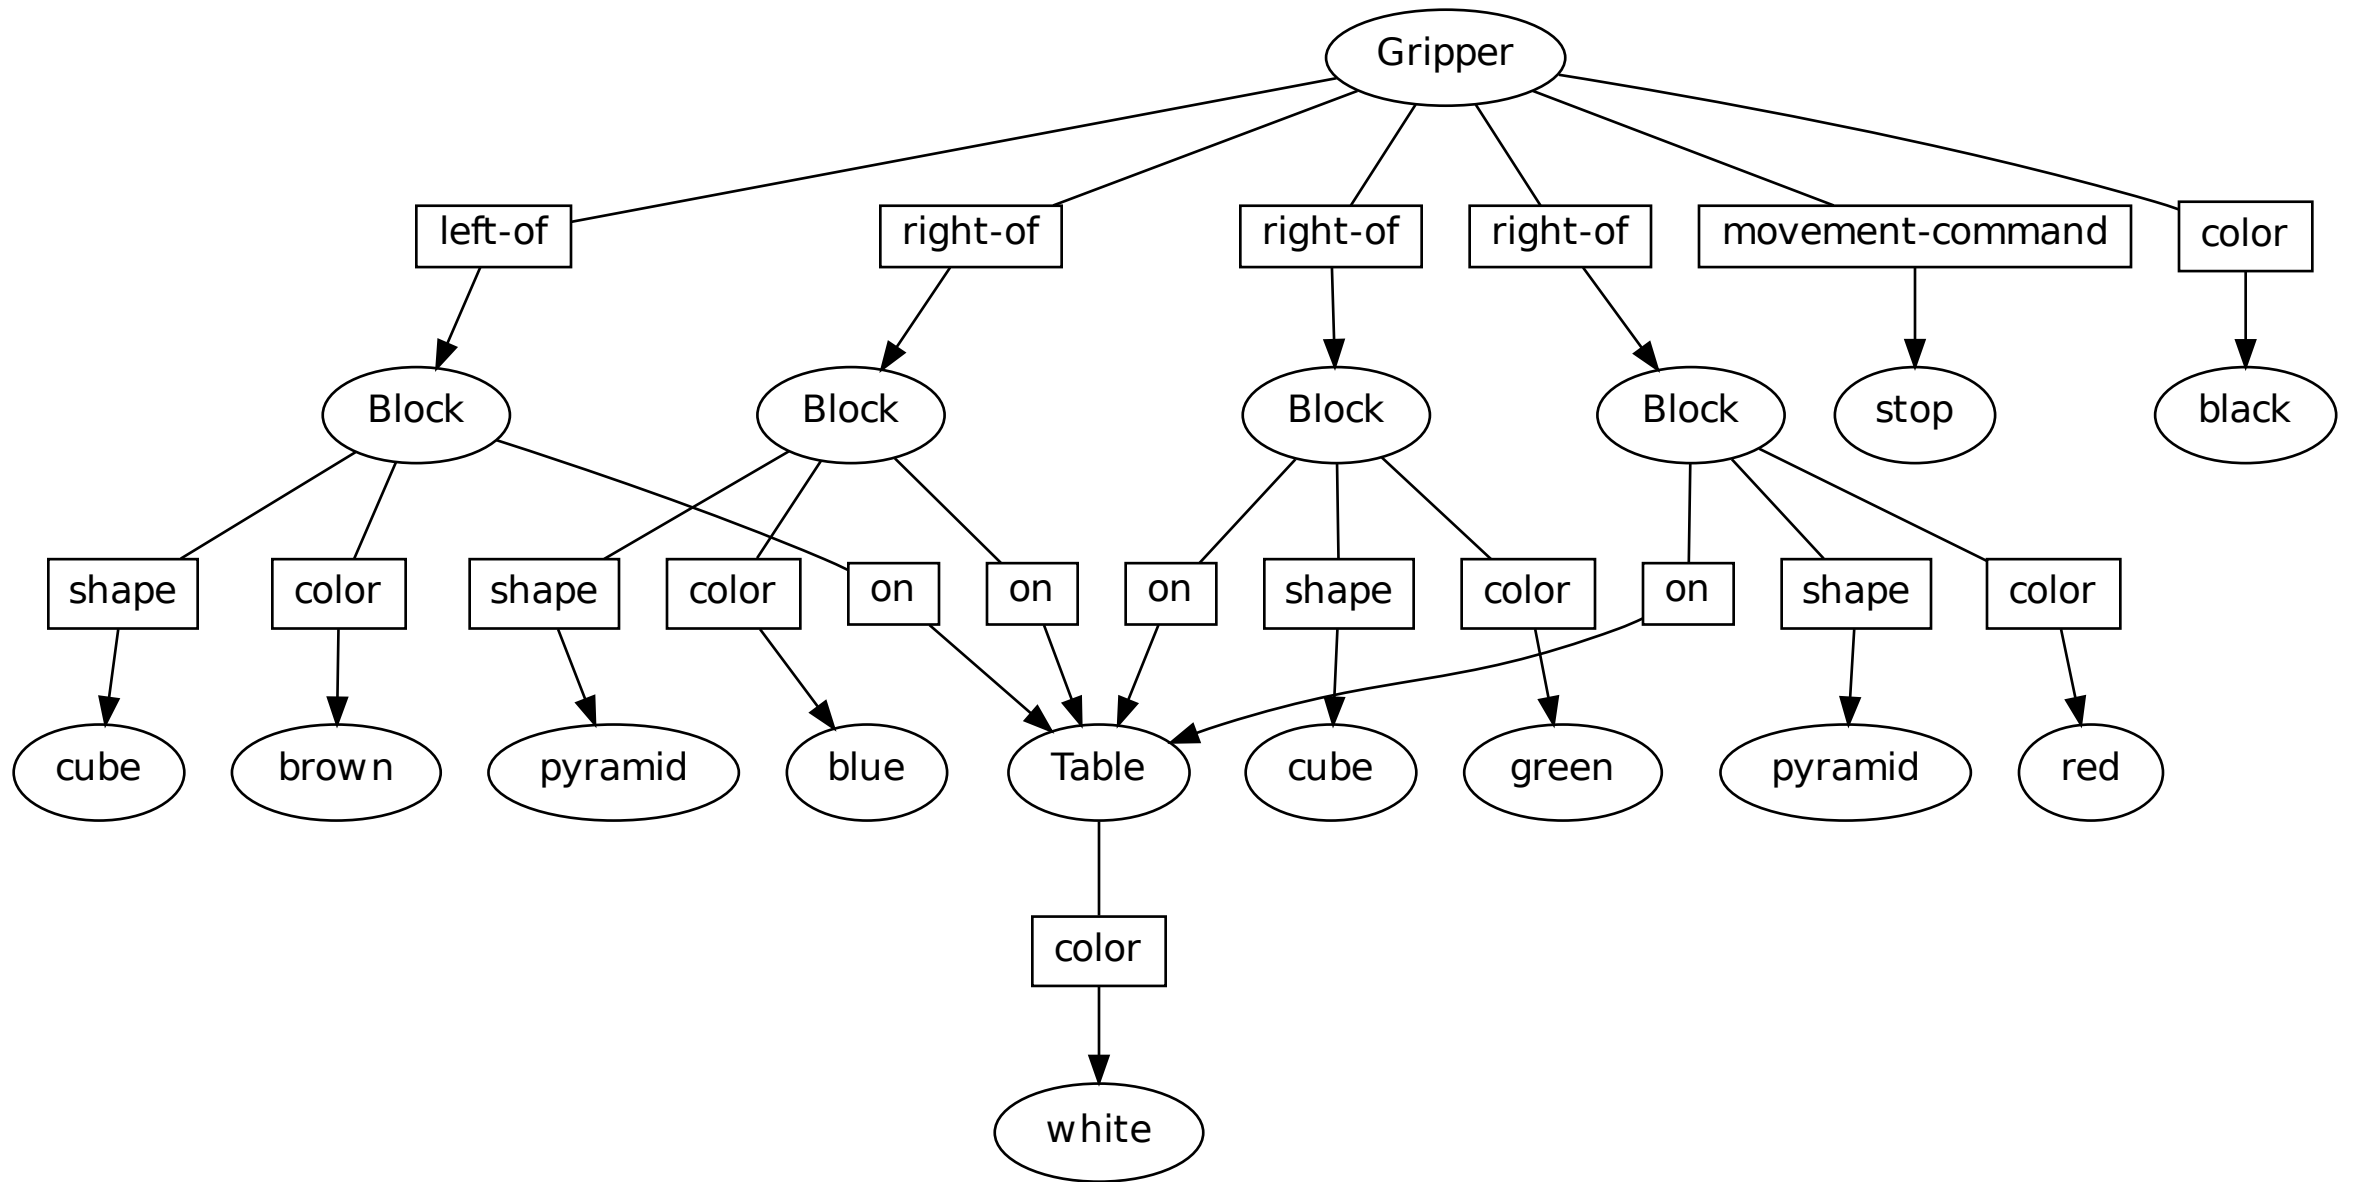 Gripper
left-of
right-of
right-of
right-of
movement-command
color
Block
Block
Block
Block
stop
black
shape
color
shape
color
on
on
on
shape
color
on
shape
color
cube
brown
pyramid
blue
Table
cube
green
pyramid
red
color
white